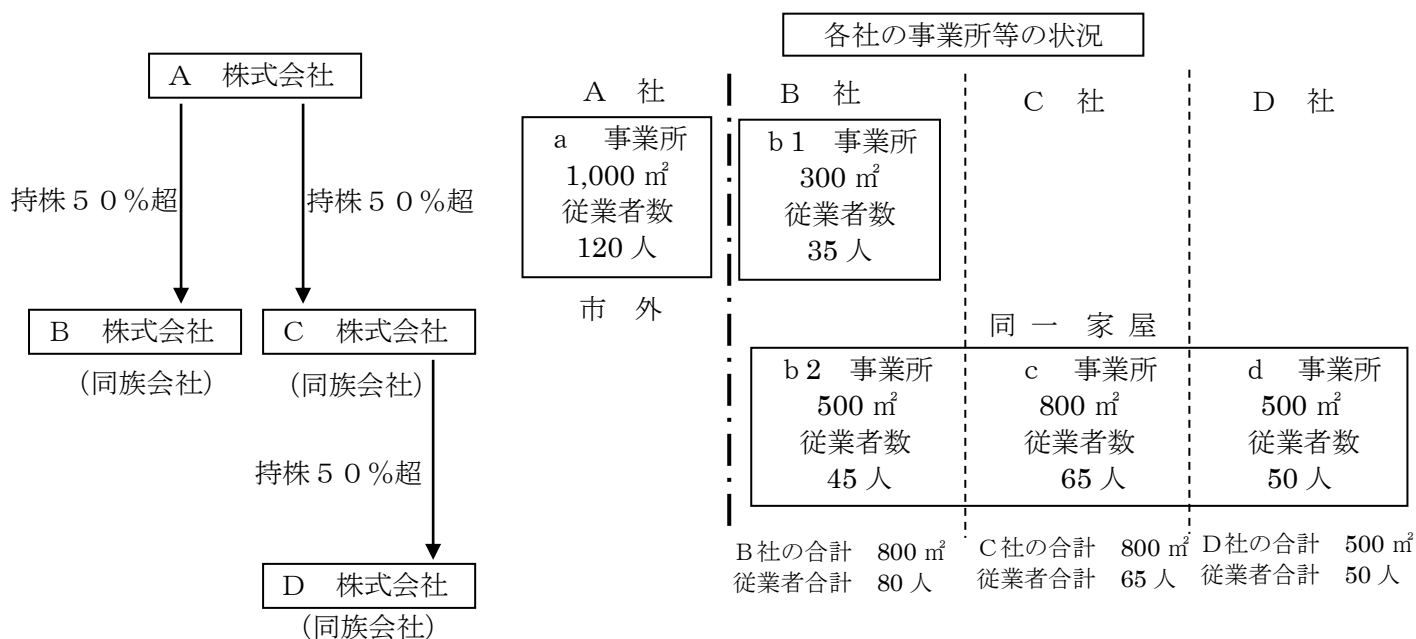 各社の事業所等の状況
A 株式会社
持株50%超
持株50%超
B 株式会社
(同族会社)
C 株式会社
(同族会社)
持株50%超
D 株式会社
(同族会社)
A 社
a 事業所
1,000 ㎡
従業者数
120 人
市 外
B 社
b1 事業所
300 ㎡
従業者数
35 人
C 社
D 社
同 一 家 屋
b2 事業所
500 ㎡
従業者数
45 人
c 事業所
800 ㎡
従業者数
65 人
d 事業所
500 ㎡
従業者数
50 人
B社の合計 800 ㎡
従業者合計 80 人
C社の合計 800 ㎡
従業者合計 65 人
D社の合計 500 ㎡
従業者合計 50 人